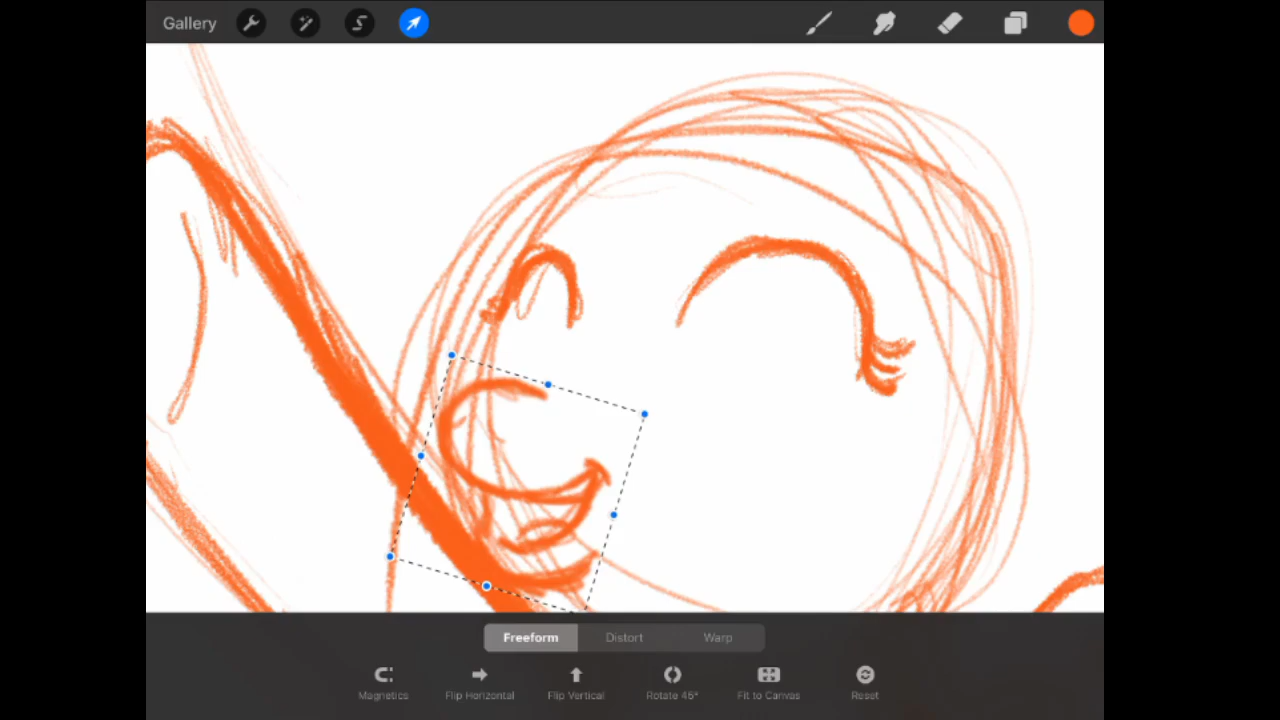 Gallery
Freeform Distort Warp
Magnetics Flip Horizontal Flip Vertical Rotate 45° Fit to Canvas Reset